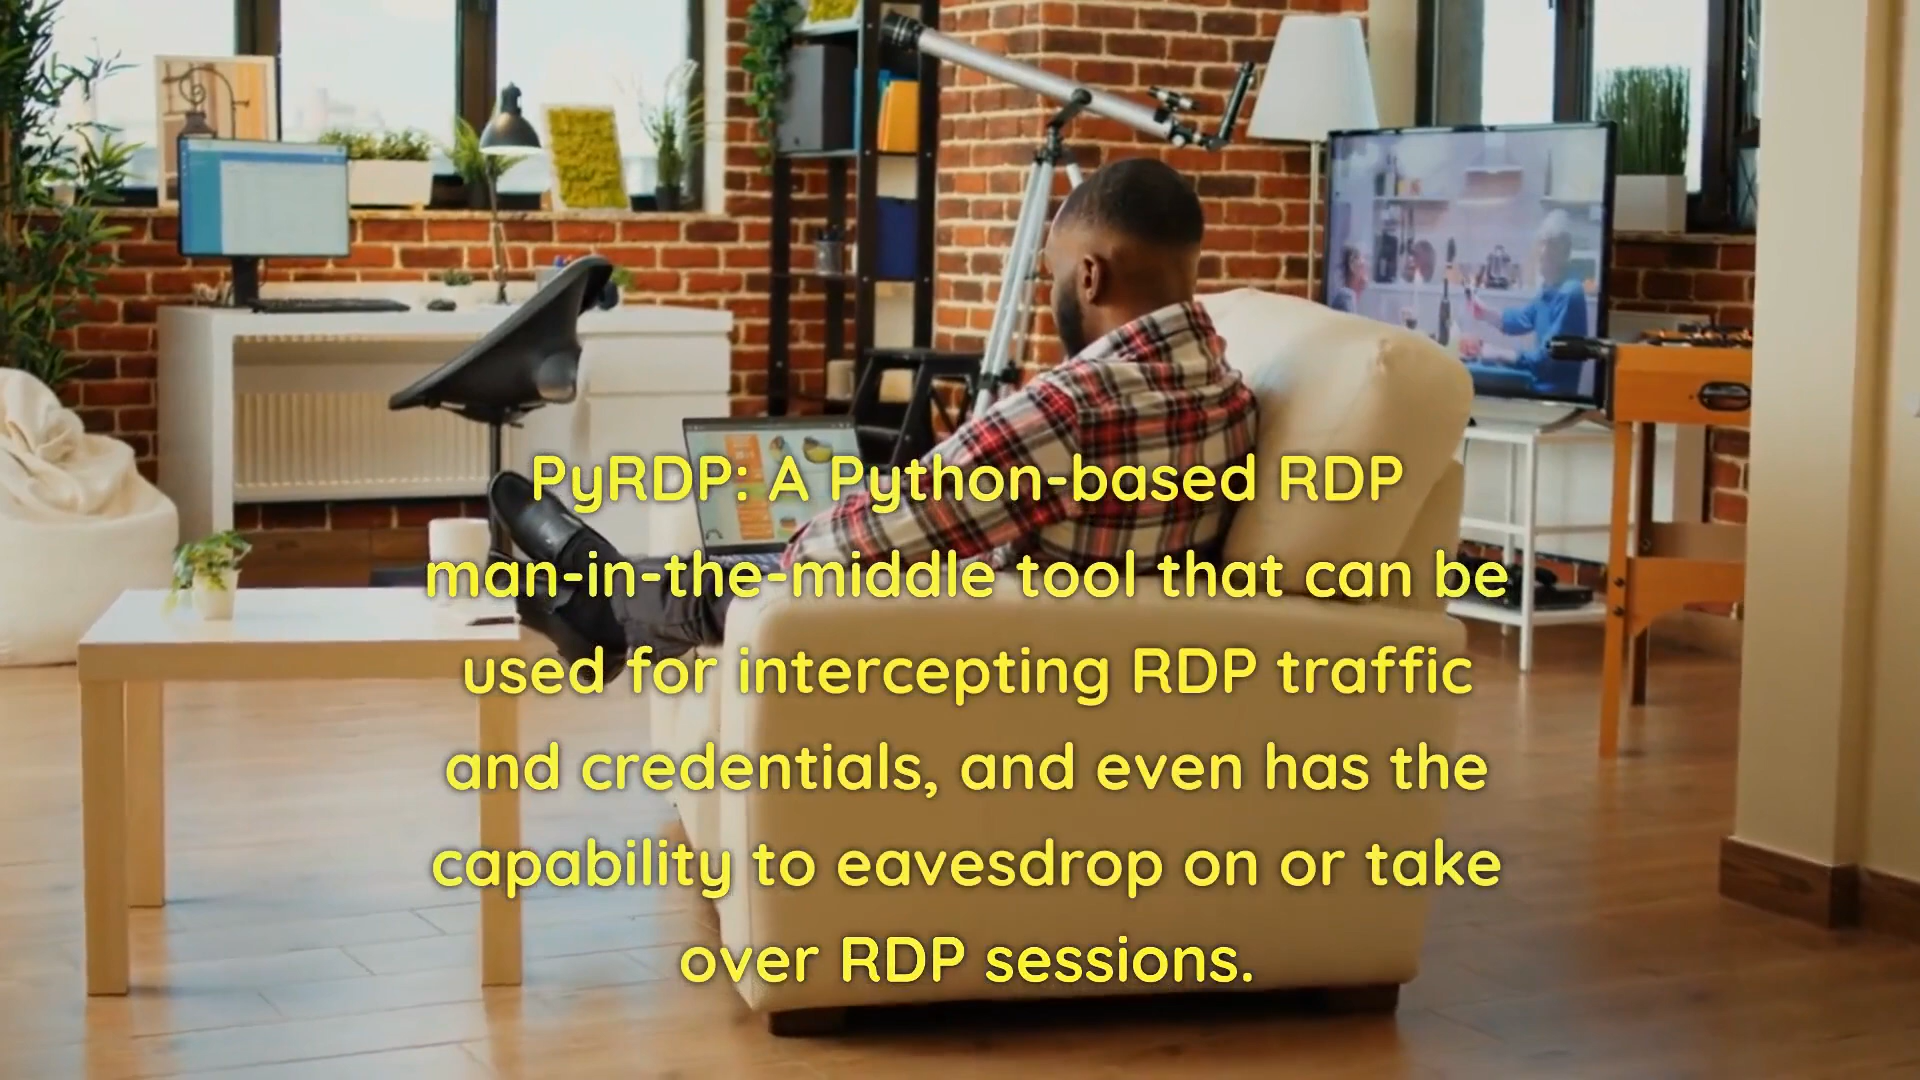 PyRDP: A Python-based RDP
man-in-the-middle tool that can be
used for intercepting RDP traffic
and credentials, and even has the
capability to eavesdrop on or take
over RDP sessions.